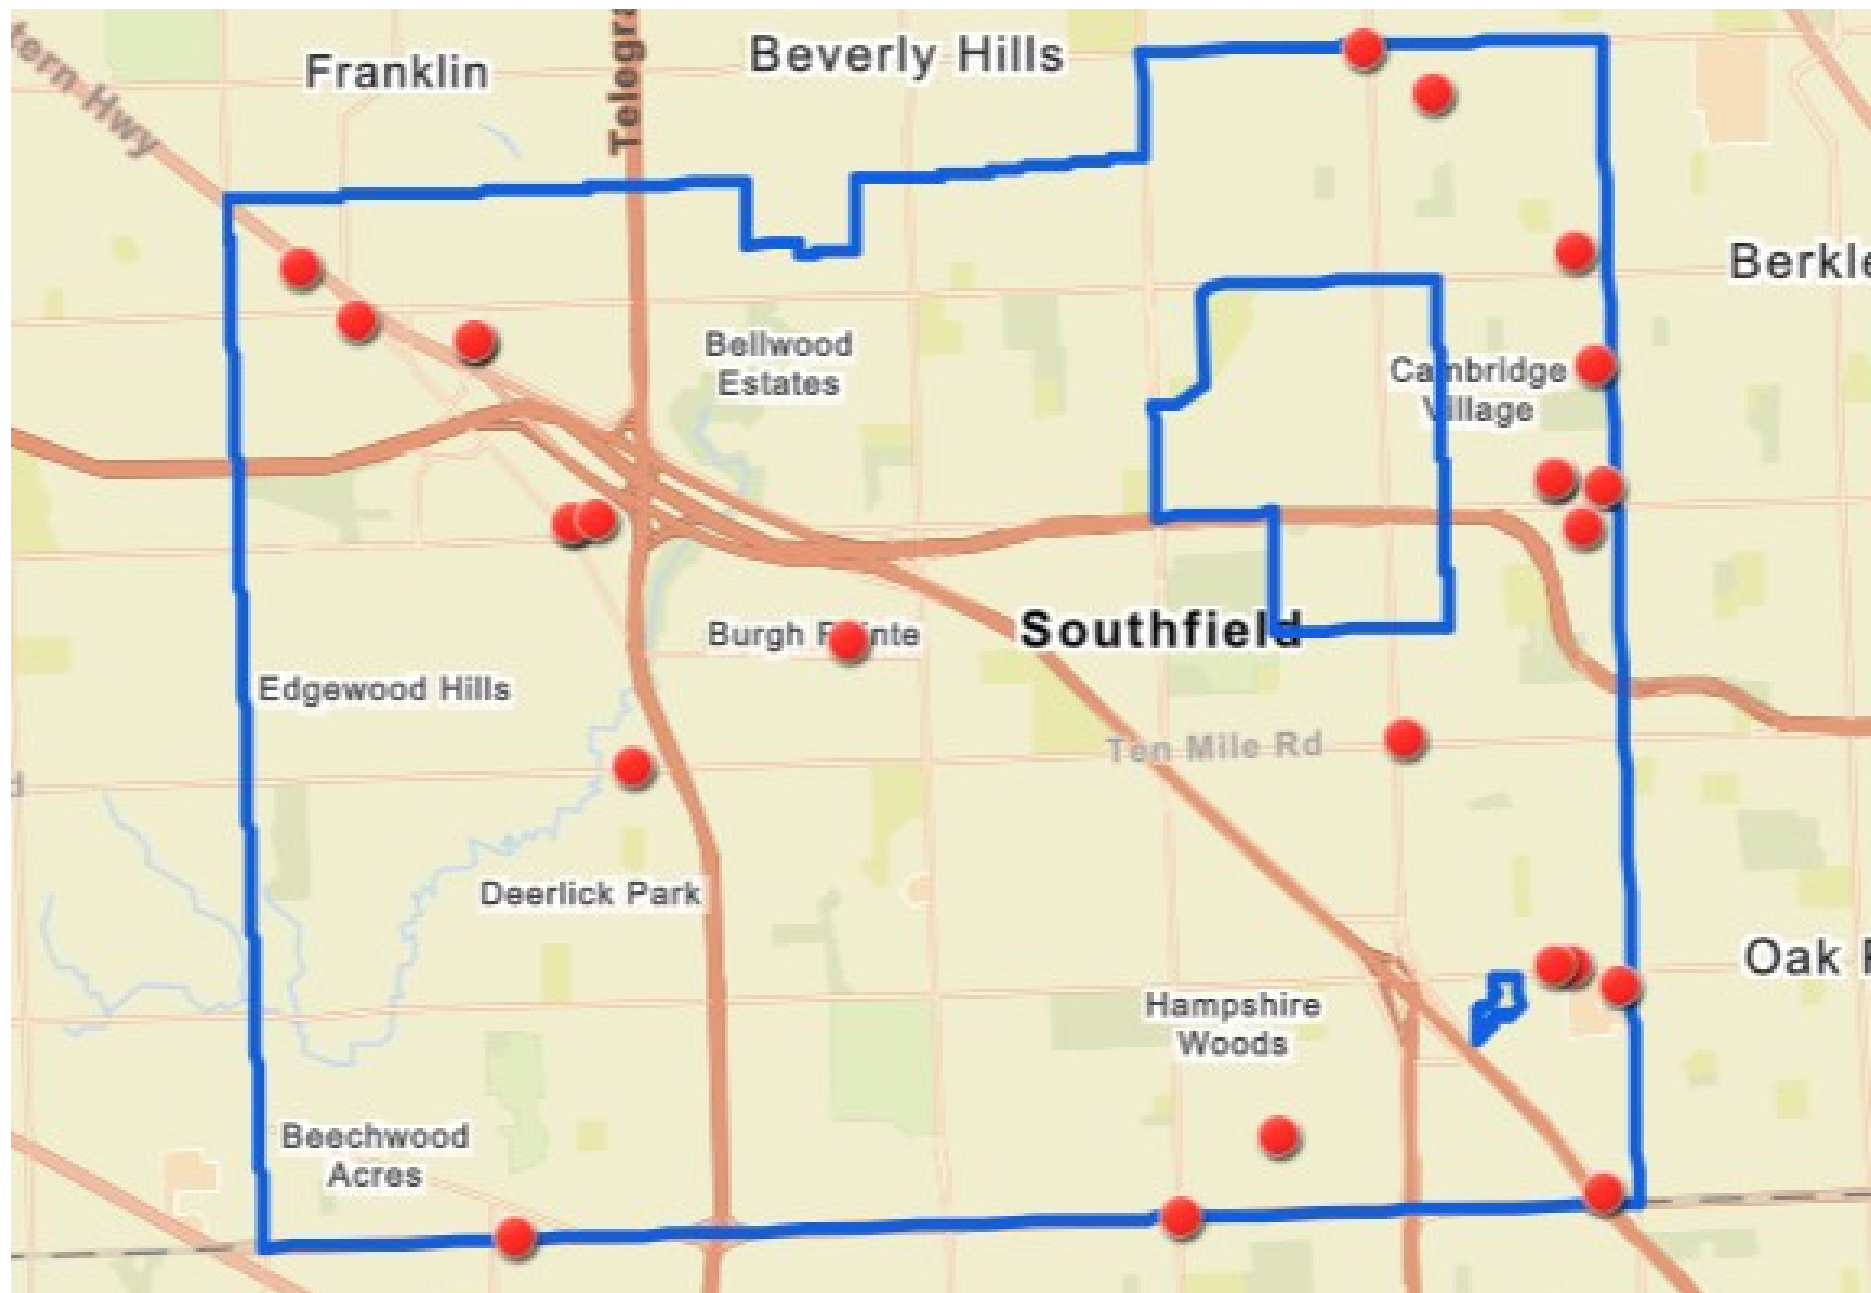 Franklin
Beverly Hills
tern Hwy
Telegra
Berkle
Bellwood
Estates
Cambridge
Village
Burgh Pointe
Southfield
Edgewood Hills
Ten Mile Rd
Deerlick Park
Oak
Hampshire
Woods
Beechwood
Acres